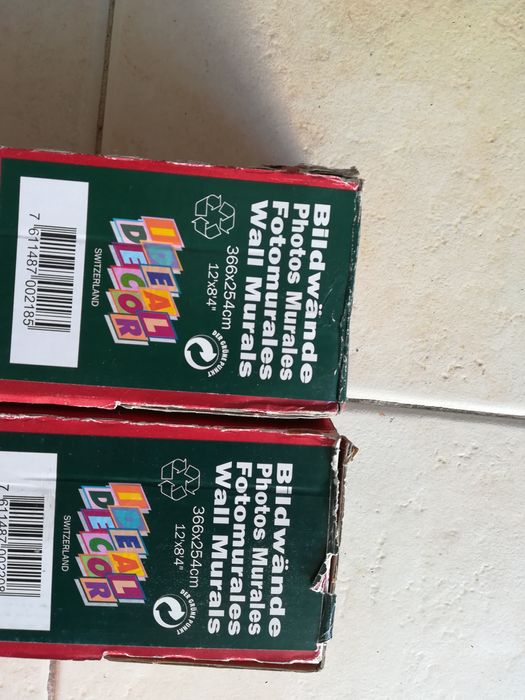 Bildwände
Photos Murales
Fotomurales
Wall Murals
366x254cm
12'x8'4"
DER GRÜNE PUNKT
IDEAL
DECOR
SWITZERLAND
7 611487 002185
Bildwände
Photos Murales
Fotomurales
Wall Murals
366x254cm
12'x8'4"
DER GRÜNE PUNKT
IDEAL
DECOR
SWITZERLAND